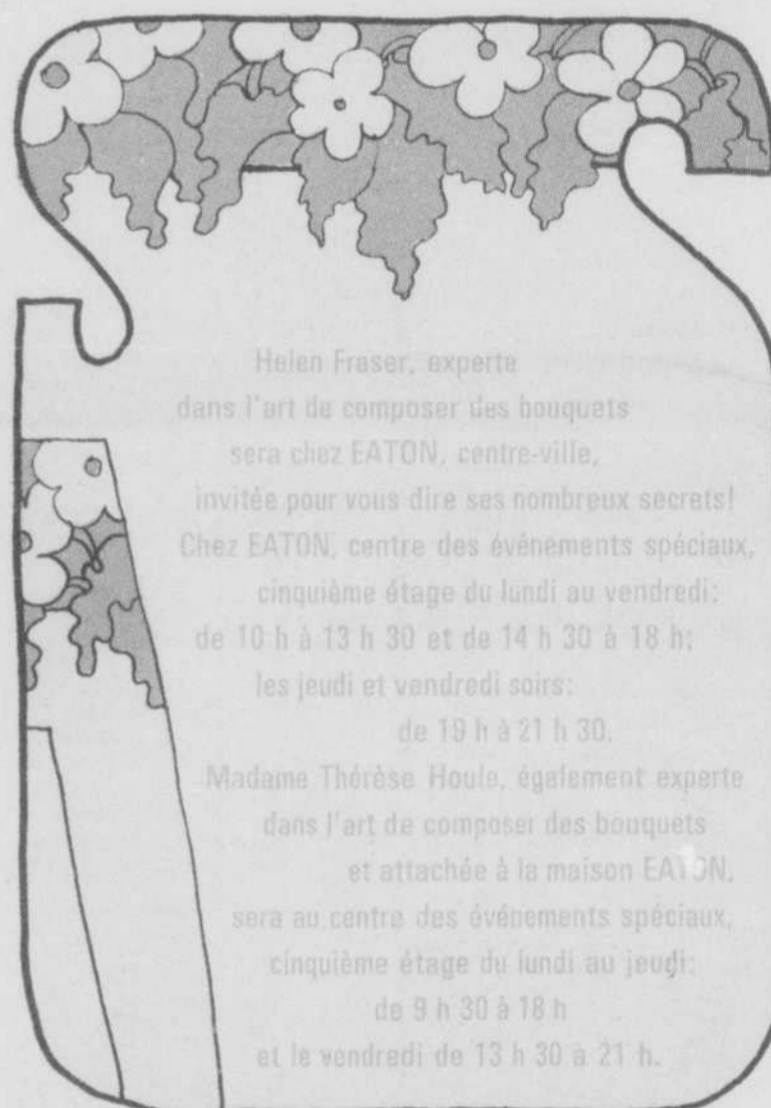 Helen Fraser, experte
dans l'art de composer des bouquets
sera chez EATON, centre-ville,
invitée pour vous dire ses nombreux secrets!
Chez EATON, centre des événements spéciaux,
cinquième étage du lundi au vendredi:
de 10 h à 13 h 30 et de 14 h 30 à 18 h;
les jeudi et vendredi soirs:
de 19 h à 21 h 30.
Madame Thérèse Houle, également experte
dans l'art de composer des bouquets
et attachée à la maison EATON,
sera au centre des événements spéciaux,
cinquième étage du lundi au jeudi:
de 9 h 30 à 18 h
et le vendredi de 13 h 30 à 21 h.